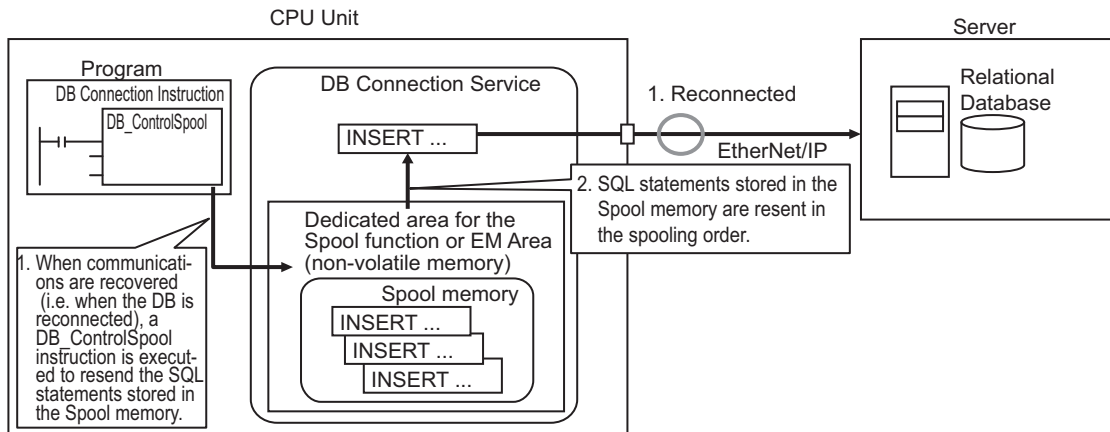 CPU Unit
Server
Program
DB Connection Instruction
DB_ControlSpool
DB Connection Service
INSERT ...
1. Reconnected
EtherNet/IP
Relational
Database
2. SQL statements stored in the
Spool memory are resent in
the spooling order.
Dedicated area for the
Spool function or EM Area
(non-volatile memory)
Spool memory
INSERT ...
INSERT ...
INSERT ...
1. When communicati-
ons are recovered
(i.e. when the DB is
reconnected), a
DB_ControlSpool
instruction is execut-
ed to resend the SQL
statements stored in
the Spool memory.